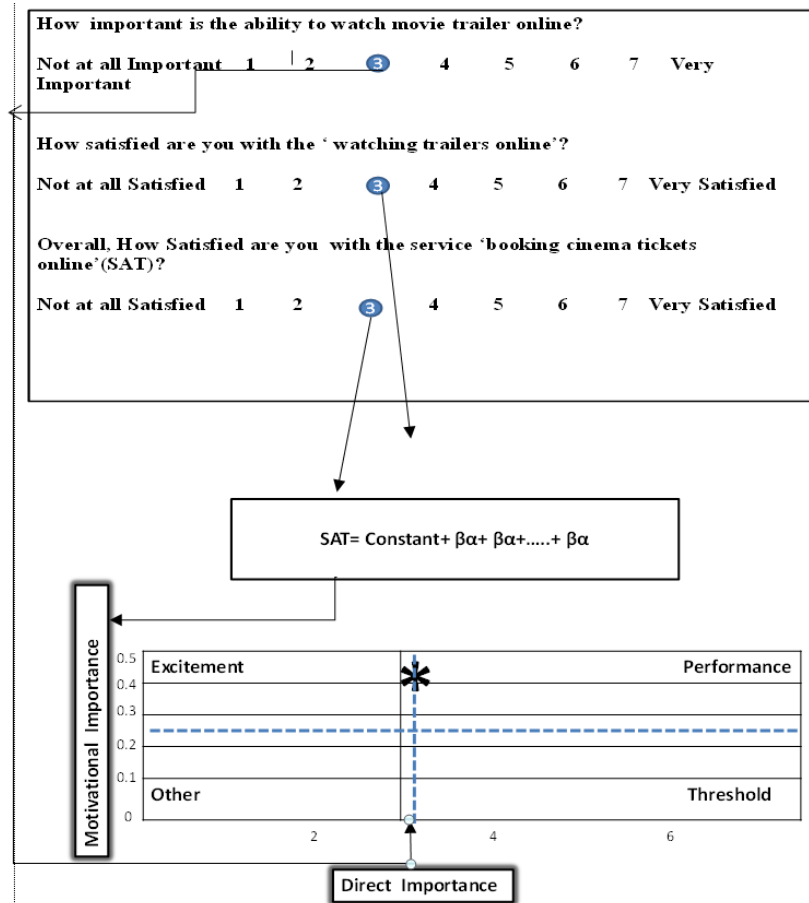 How important is the ability to watch movie trailer online?
Not at all Important 1 2 3 4 5 6 7 Very
Important
How satisfied are you with the ‘ watching trailers online’?
Not at all Satisfied 1 2 3 4 5 6 7 Very Satisfied
Overall, How Satisfied are you with the service ‘booking cinema tickets
online’(SAT)?
Not at all Satisfied 1 2 3 4 5 6 7 Very Satisfied
SAT= Constant+ βα+ βα+.....+ βα
Motivational Importance
0.5 Excitement Performance
0.4
0.3
0.2
0.1
Other Threshold
0
2 4 6
Direct Importance